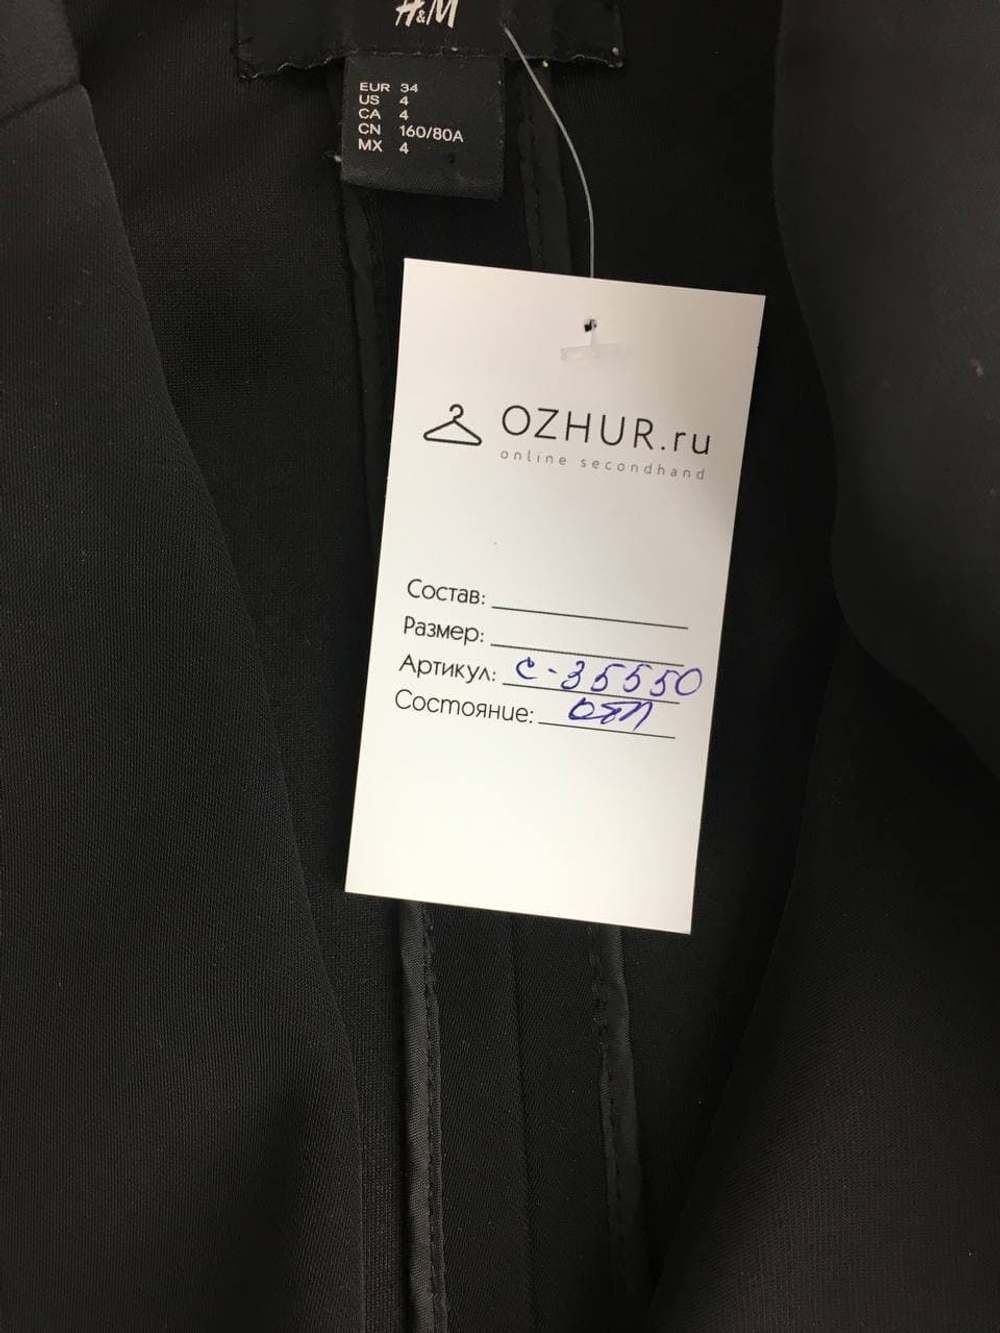 H&M
EUR 34
US 4
CA 4
CN 160/80A
MX 4
OZHUR.ru
online secondhand
Состав:
Размер:
Артикул: С-35550
Состояние: отл